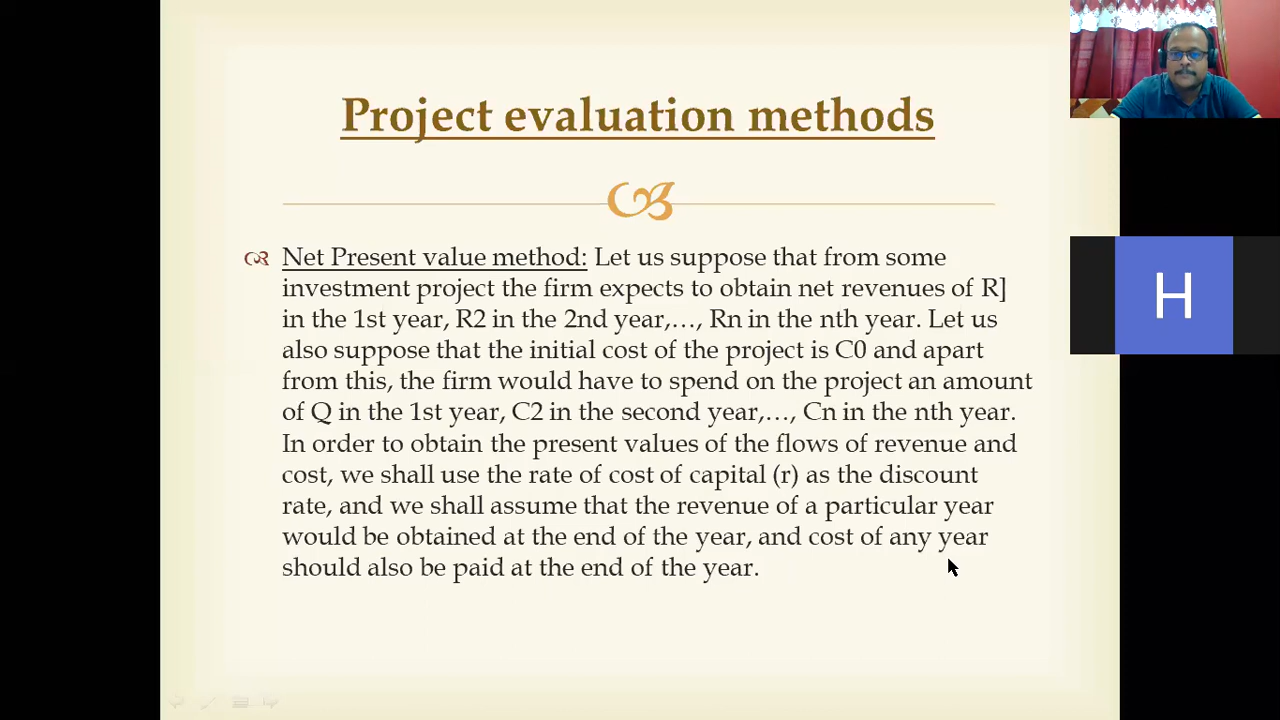 Project evaluation methods
Net Present value method: Let us suppose that from some
investment project the firm expects to obtain net revenues of R]
in the 1st year, R2 in the 2nd year,…, Rn in the nth year. Let us
also suppose that the initial cost of the project is C0 and apart
from this, the firm would have to spend on the project an amount
of Q in the 1st year, C2 in the second year,…, Cn in the nth year.
In order to obtain the present values of the flows of revenue and
cost, we shall use the rate of cost of capital (r) as the discount
rate, and we shall assume that the revenue of a particular year
would be obtained at the end of the year, and cost of any year
should also be paid at the end of the year.
H